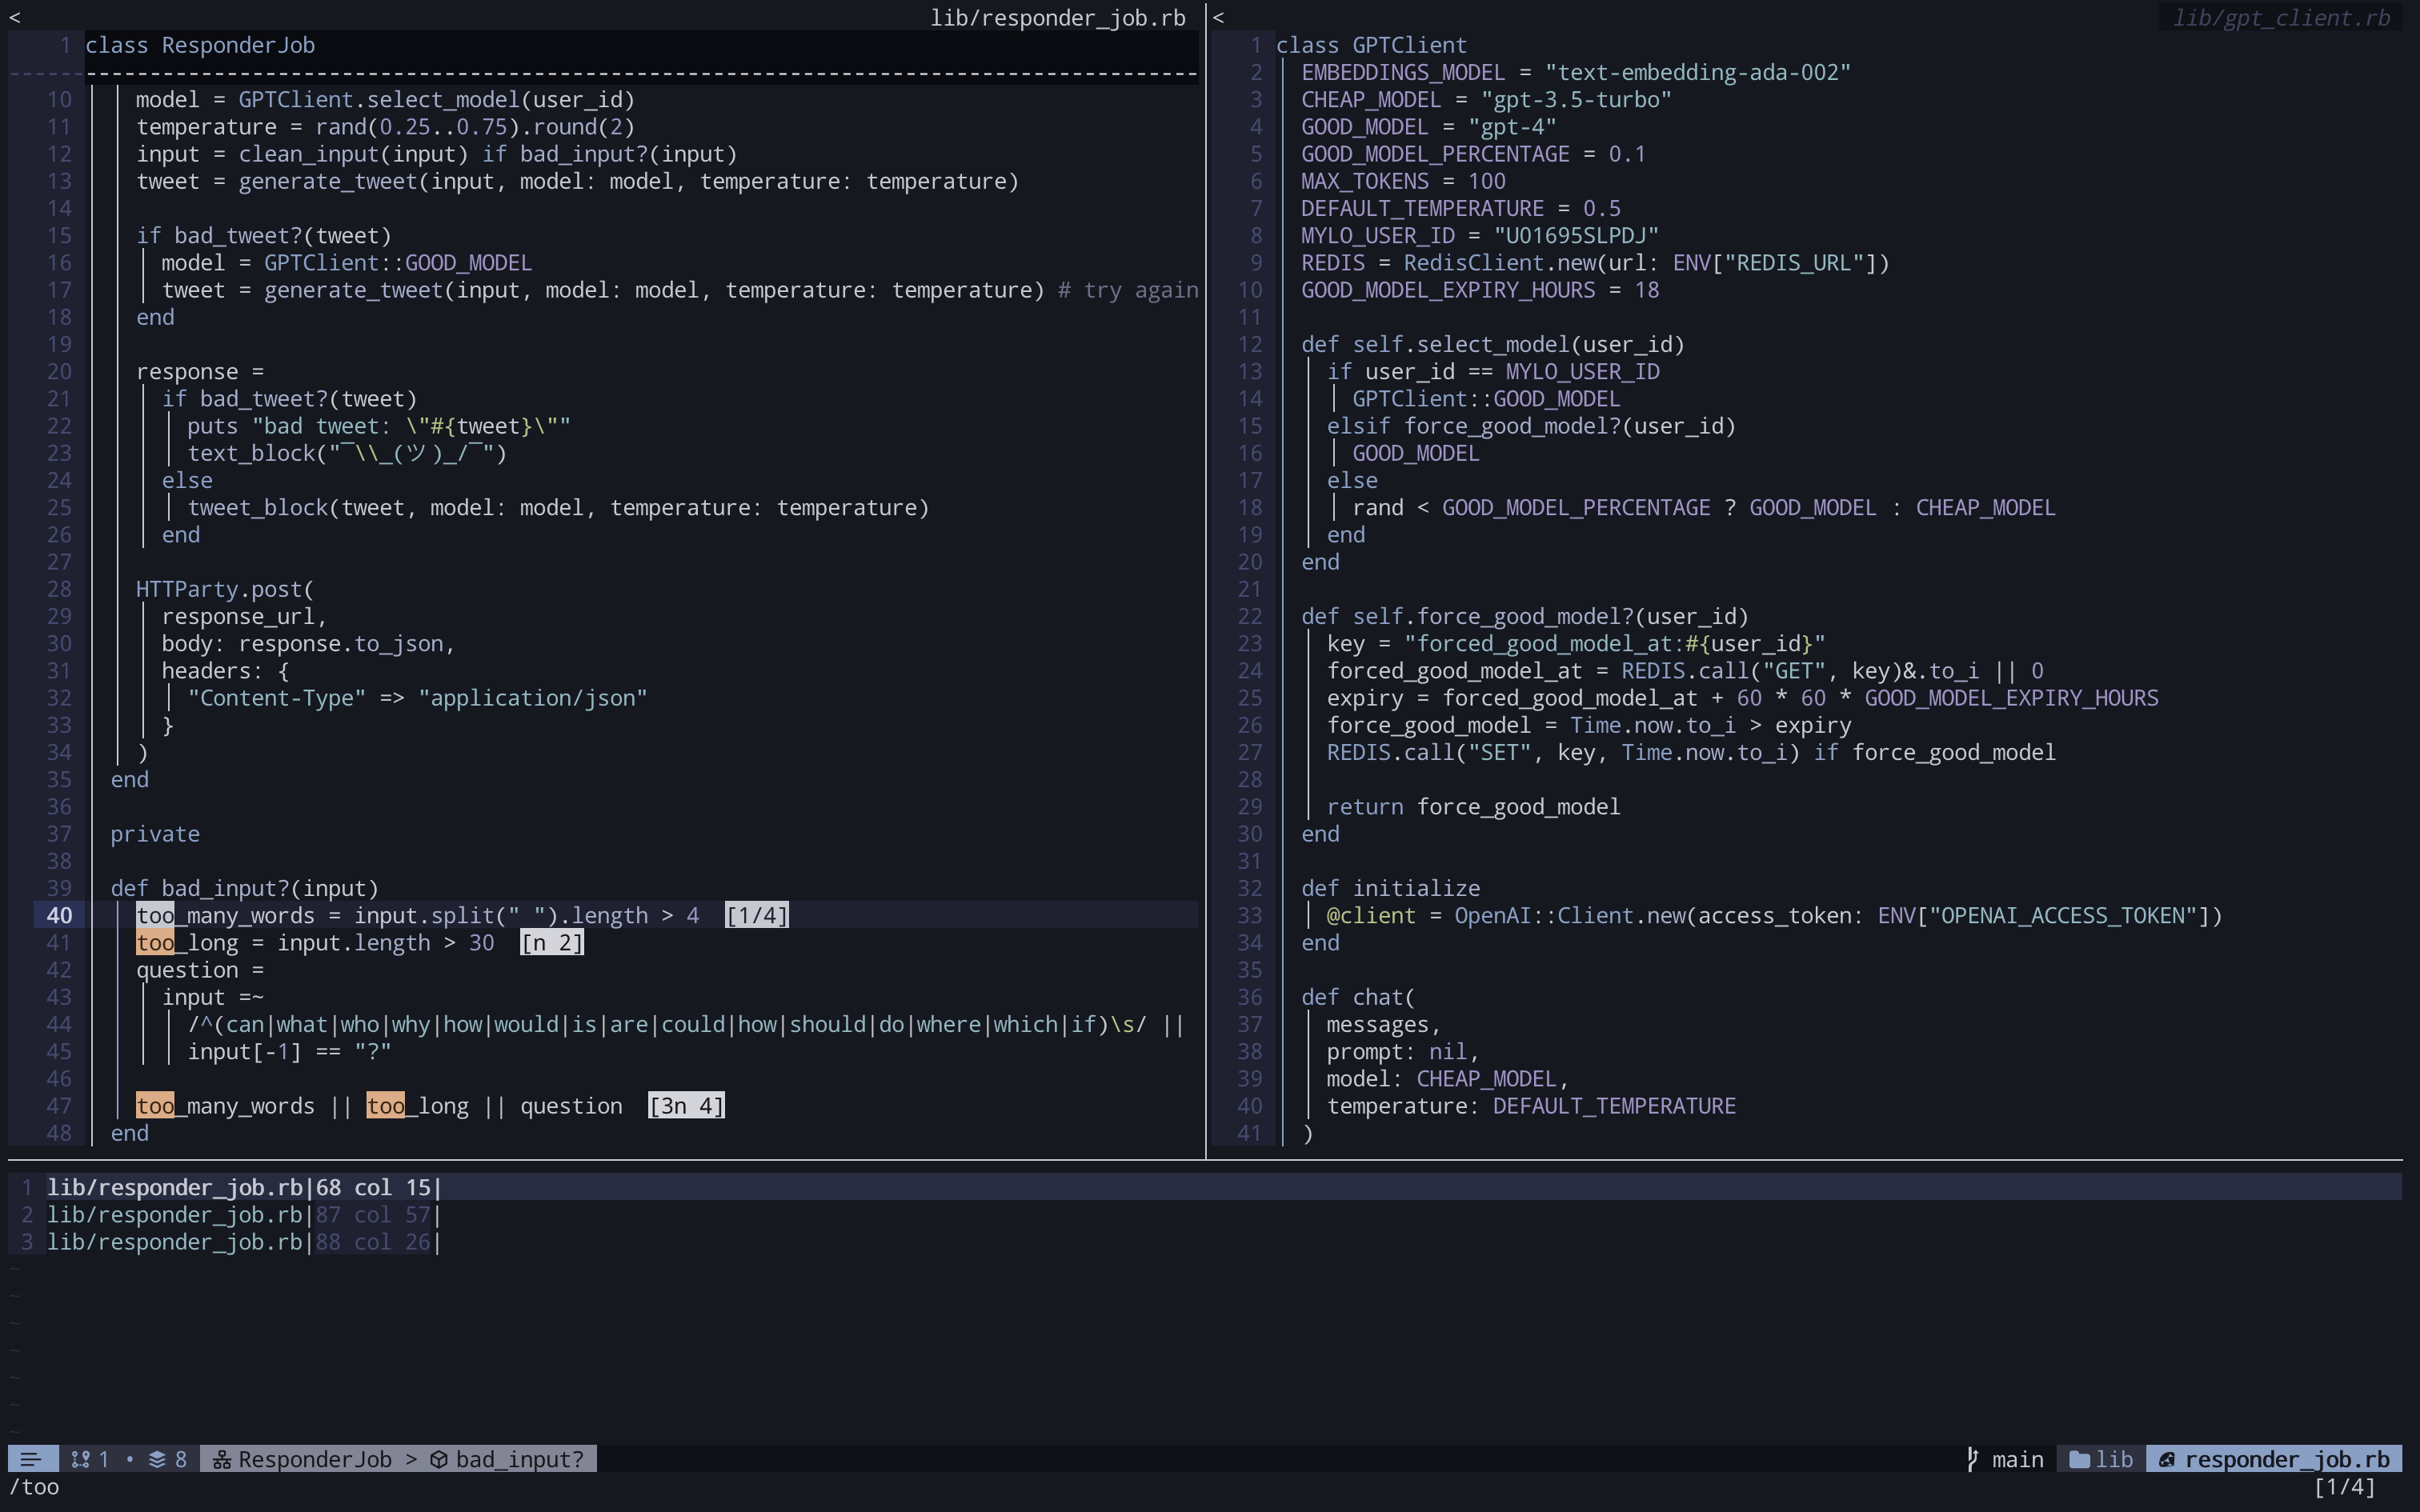 < lib/responder_job.rb
1 class ResponderJob
10 model = GPTClient.select_model(user_id)
11 temperature = rand(0.25..0.75).round(2)
12 input = clean_input(input) if bad_input?(input)
13 tweet = generate_tweet(input, model: model, temperature: temperature)
14
15 if bad_tweet?(tweet)
16 model = GPTClient::GOOD_MODEL
17 tweet = generate_tweet(input, model: model, temperature: temperature) # try again
18 end
19
20 response =
21 if bad_tweet?(tweet)
22 puts "bad tweet: \"#{tweet}\""
23 text_block("¯\\_(ツ)_/¯")
24 else
25 tweet_block(tweet, model: model, temperature: temperature)
26 end
27
28 HTTParty.post(
29 response_url,
30 body: response.to_json,
31 headers: {
32 "Content-Type" => "application/json"
33 }
34 )
35 end
36
37 private
38
39 def bad_input?(input)
40 too_many_words = input.split(" ").length > 4 [1/4]
41 too_long = input.length > 30 [n 2]
42 question =
43 input =~
44 /^(can|what|who|why|how|would|is|are|could|how|should|do|where|which|if)\s/ ||
45 input[-1] == "?"
46
47 too_many_words || too_long || question [3n 4]
48 end
< lib/gpt_client.rb
1 class GPTClient
2 EMBEDDINGS_MODEL = "text-embedding-ada-002"
3 CHEAP_MODEL = "gpt-3.5-turbo"
4 GOOD_MODEL = "gpt-4"
5 GOOD_MODEL_PERCENTAGE = 0.1
6 MAX_TOKENS = 100
7 DEFAULT_TEMPERATURE = 0.5
8 MYLO_USER_ID = "U01695SLPDJ"
9 REDIS = RedisClient.new(url: ENV["REDIS_URL"])
10 GOOD_MODEL_EXPIRY_HOURS = 18
11
12 def self.select_model(user_id)
13 if user_id == MYLO_USER_ID
14 GPTClient::GOOD_MODEL
15 elsif force_good_model?(user_id)
16 GOOD_MODEL
17 else
18 rand < GOOD_MODEL_PERCENTAGE ? GOOD_MODEL : CHEAP_MODEL
19 end
20 end
21
22 def self.force_good_model?(user_id)
23 key = "forced_good_model_at:#{user_id}"
24 forced_good_model_at = REDIS.call("GET", key)&.to_i || 0
25 expiry = forced_good_model_at + 60 * 60 * GOOD_MODEL_EXPIRY_HOURS
26 force_good_model = Time.now.to_i > expiry
27 REDIS.call("SET", key, Time.now.to_i) if force_good_model
28
29 return force_good_model
30 end
31
32 def initialize
33 @client = OpenAI::Client.new(access_token: ENV["OPENAI_ACCESS_TOKEN"])
34 end
35
36 def chat(
37 messages,
38 prompt: nil,
39 model: CHEAP_MODEL,
40 temperature: DEFAULT_TEMPERATURE
41 )
1 lib/responder_job.rb|68 col 15|
2 lib/responder_job.rb|87 col 57|
3 lib/responder_job.rb|88 col 26|
~
~
~
~
~
~
~
1 • 8 ResponderJob > bad_input? main lib responder_job.rb
/too [1/4]